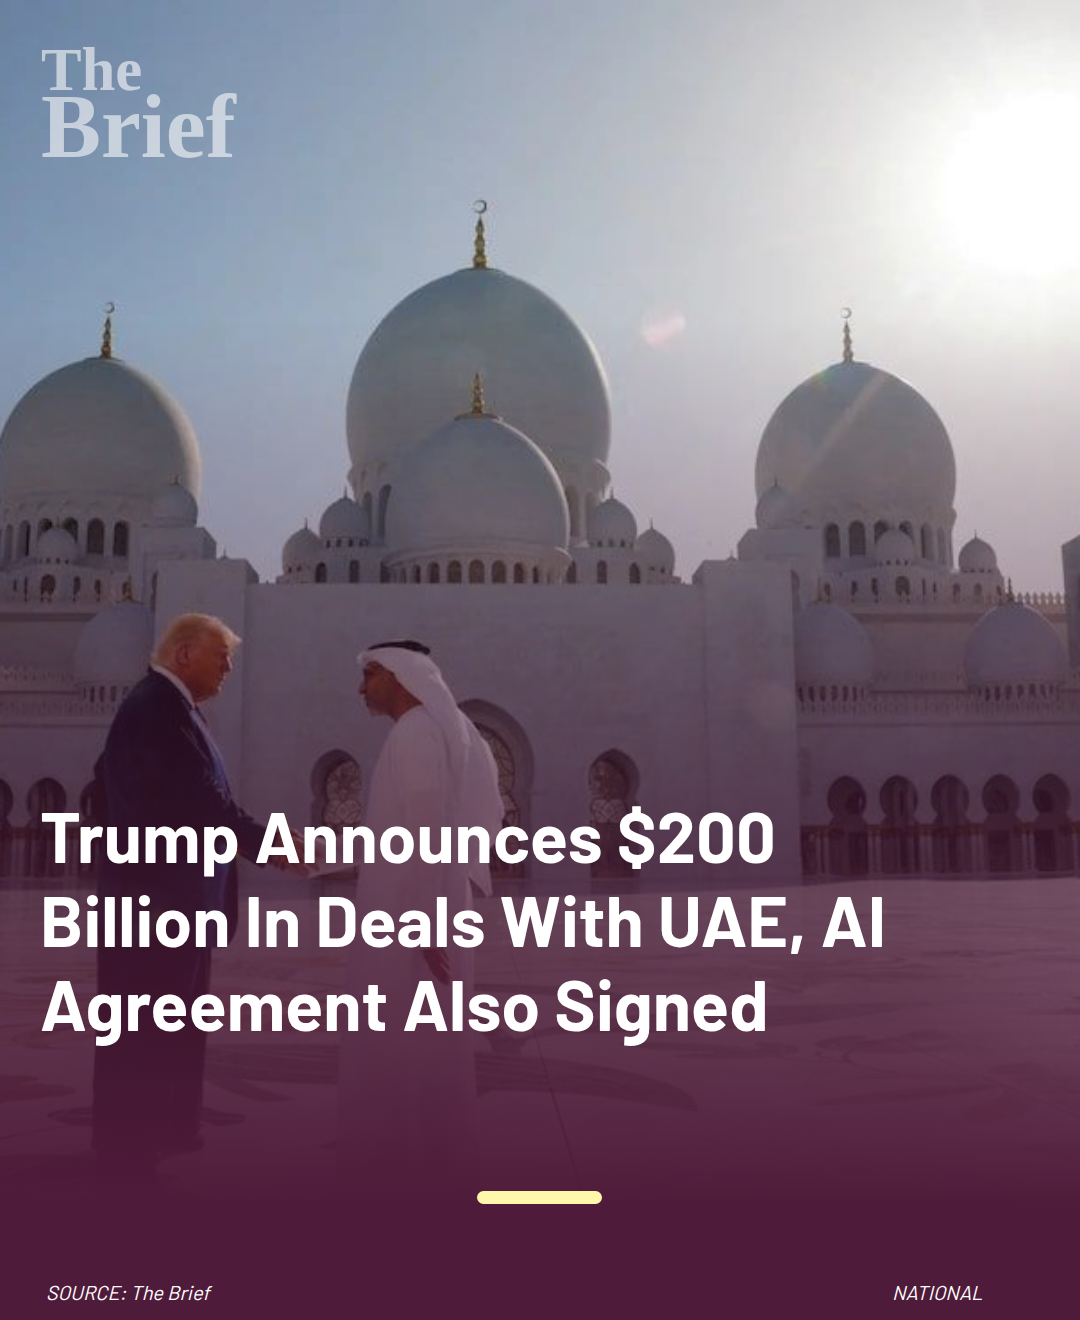 The
Brief
Trump Announces $200
Billion In Deals With UAE, AI
Agreement Also Signed
SOURCE: The Brief
NATIONAL